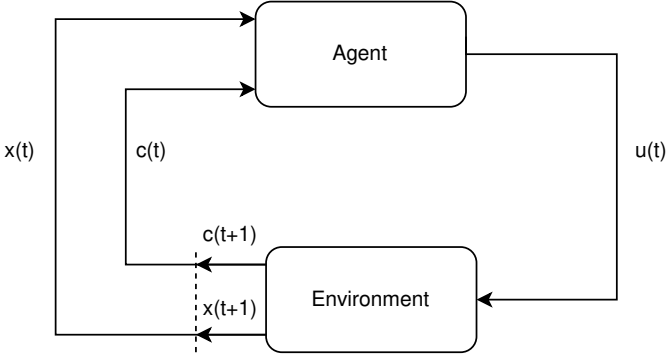 Agent
x(t)
c(t)
u(t)
c(t+1)
x(t+1)
Environment